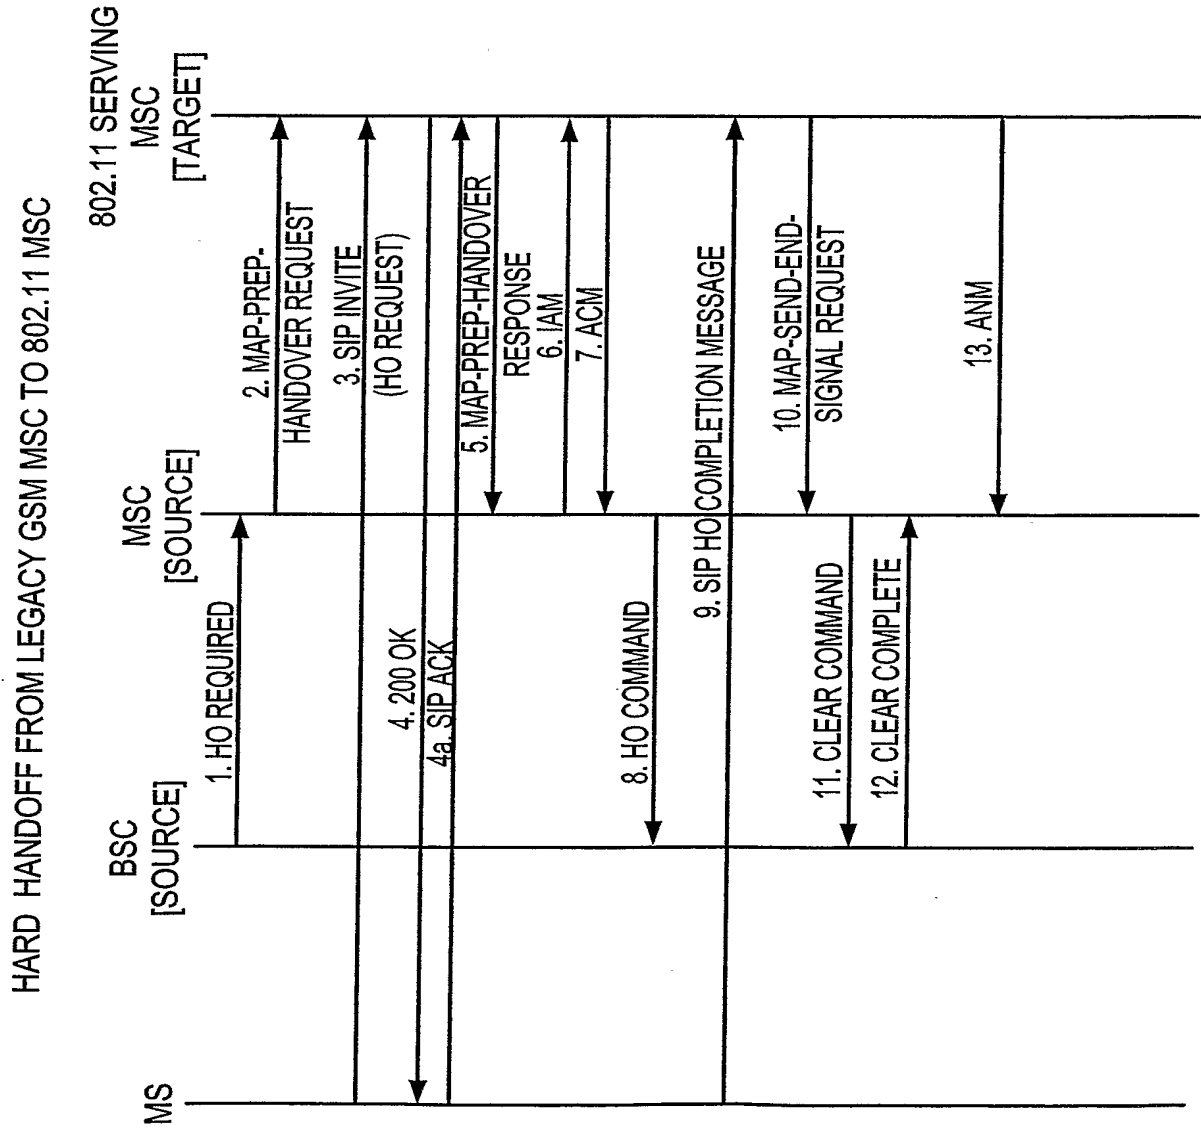 HARD HANDOFF FROM LEGACY GSM MSC TO 802.11 MSC
MS
BSC
[SOURCE]
MSC
[SOURCE]
802.11 SERVING
MSC
[TARGET]
1. HO REQUIRED
2. MAP-PREP-
HANDOVER REQUEST
3. SIP INVITE
(HO REQUEST)
4. 200 OK
4a. SIP ACK
5. MAP-PREP-HANDOVER
RESPONSE
6. IAM
7. ACM
8. HO COMMAND
9. SIP HO COMPLETION MESSAGE
10. MAP-SEND-END-
SIGNAL REQUEST
11. CLEAR COMMAND
12. CLEAR COMPLETE
13. ANM